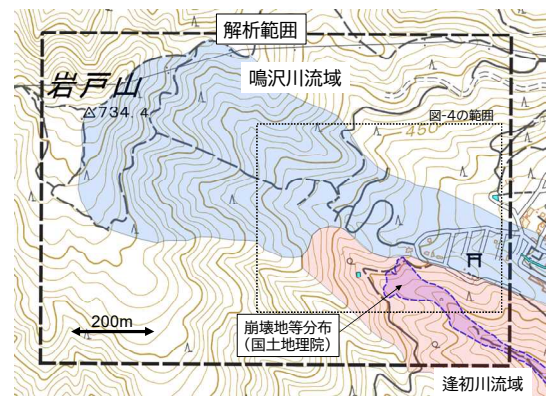 解析範囲
鳴沢川流域
岩戸山
△734.4
図-4の範囲
450
200m
崩壊地等分布
(国土地理院)
逢初川流域